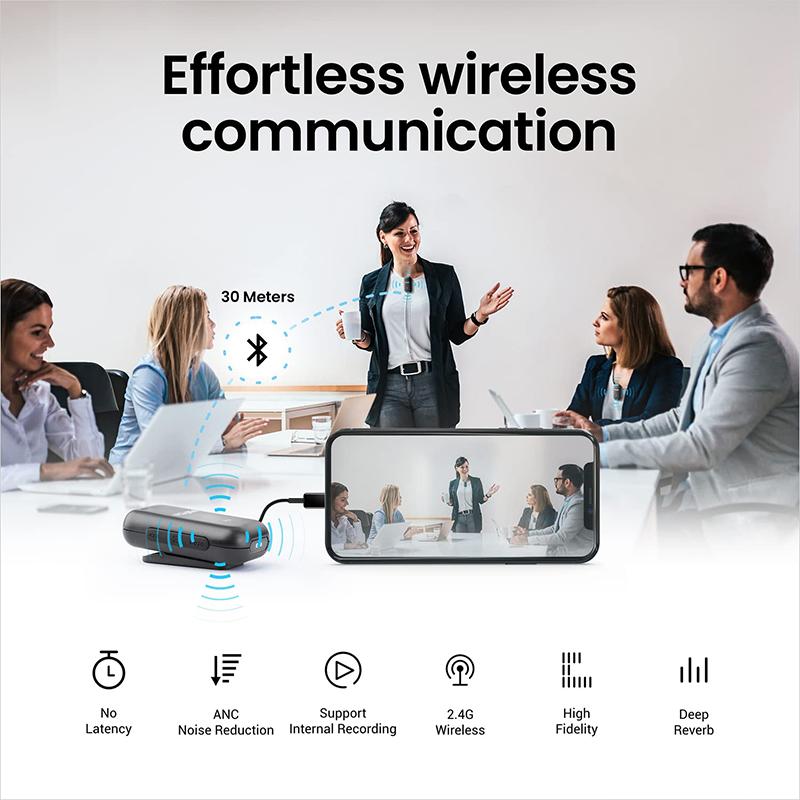 Effortless wireless
communication
30 Meters
No
Latency
ANC
Noise Reduction
Support
Internal Recording
2.4G
Wireless
High
Fidelity
Deep
Reverb